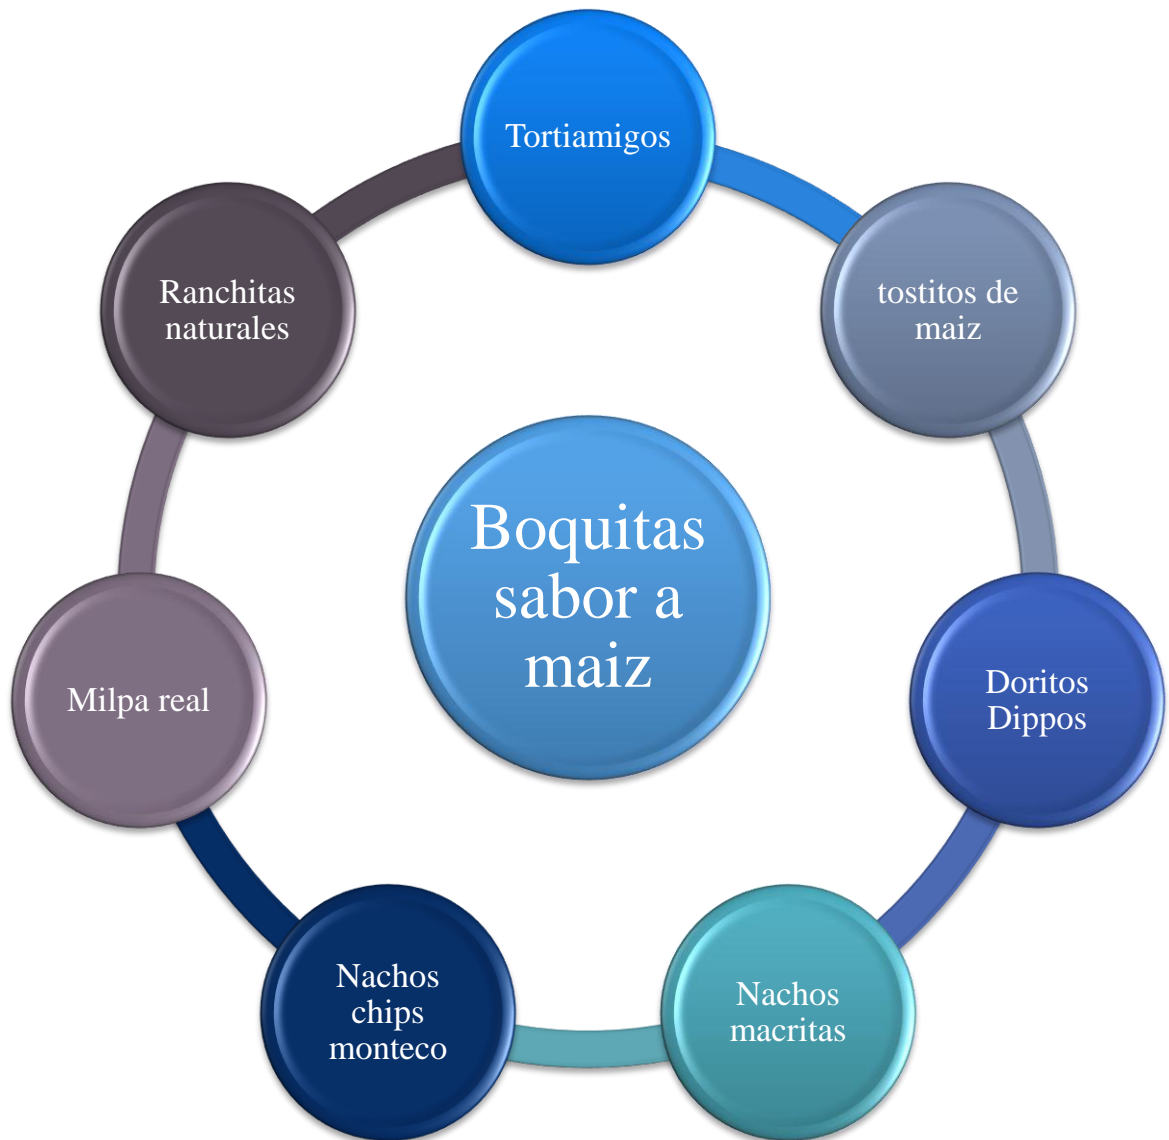 Tortiamigos
tostitos de
maiz
Doritos
Dippos
Nachos
macritas
Nachos
chips
monteco
Milpa real
Ranchitas
naturales
Boquitas
sabor a
maiz